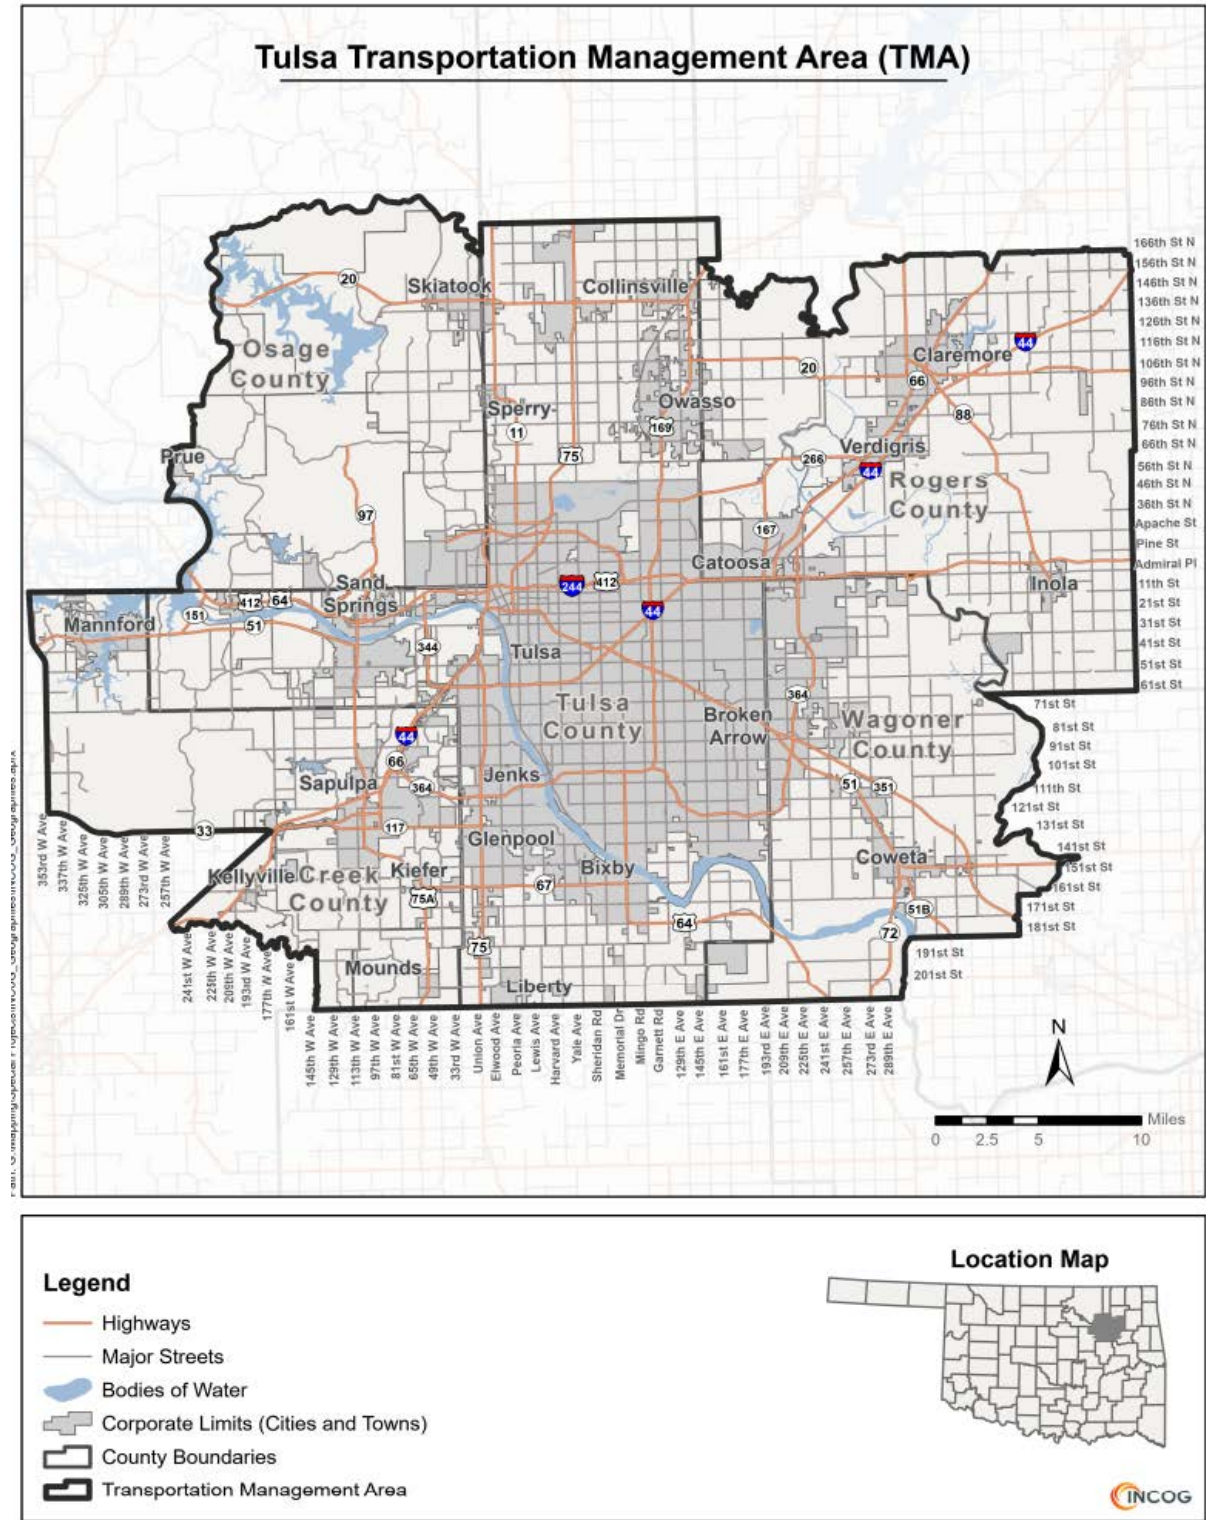 Tulsa Transportation Management Area (TMA)
166th St N
156th St N
146th St N
136th St N
126th St N
116th St N
106th St N
96th St N
86th St N
76th St N
66th St N
56th St N
46th St N
36th St N
Apache St
Pine St
Admiral Pl
11th St
21st St
31st St
41st St
51st St
61st St
71st St
81st St
91st St
101st St
111th St
121st St
131st St
141st St
151st St
161st St
171st St
181st St
191st St
201st St
20
Skiatook
Collinsville
Osage
County
44
Claremore
20
66
Sperry
11
Owasso
169
88
75
Verdigris
266
44
Prue
Rogers
County
97
167
Catoosa
Sand
Springs
244
412
44
Inola
Mannford
151
412
64
51
344
Tulsa
Tulsa
County
364
Broken
Arrow
Wagoner
County
44
66
Sapulpa
364
Jenks
51
351
33
117
Glenpool
Coweta
Kellyville
Creek
County
Kiefer
75A
Bixby
67
64
51B
72
75
Mounds
Liberty
353rd W Ave
337th W Ave
325th W Ave
305th W Ave
289th W Ave
273rd W Ave
257th W Ave
241st W Ave
225th W Ave
209th W Ave
193rd W Ave
177th W Ave
161st W Ave
145th W Ave
129th W Ave
113th W Ave
97th W Ave
81st W Ave
65th W Ave
49th W Ave
33rd W Ave
Union Ave
Elwood Ave
Peoria Ave
Lewis Ave
Harvard Ave
Yale Ave
Sheridan Rd
Memorial Dr
Mingo Rd
Garnett Rd
129th E Ave
145th E Ave
161st E Ave
177th E Ave
193rd E Ave
209th E Ave
225th E Ave
241st E Ave
257th E Ave
273rd E Ave
289th E Ave
N
Miles
0 2.5 5 10
Legend
Highways
Major Streets
Bodies of Water
Corporate Limits (Cities and Towns)
County Boundaries
Transportation Management Area
Location Map
INCOG